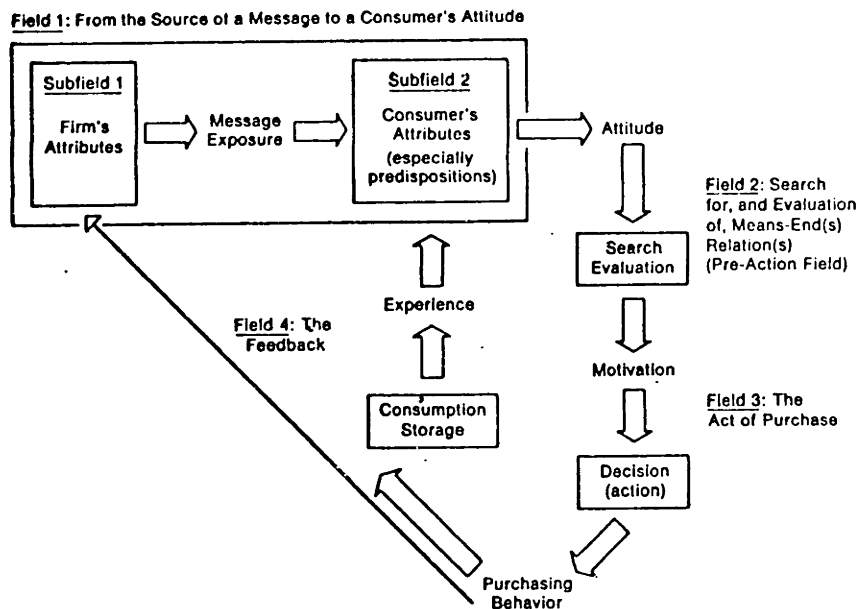 Field 1: From the Source of a Message to a Consumer's Attitude
Subfield 1
Firm's
Attributes
Message
Exposure
Subfield 2
Consumer's
Attributes
(especially
predispositions)
Attitude
Field 2: Search
for, and Evaluation
of, Means-End(s)
Relation(s)
(Pre-Action Field)
Search
Evaluation
Experience
Field 4: The
Feedback
Motivation
Field 3: The
Act of Purchase
Consumption
Storage
Decision
(action)
Purchasing
Behavior